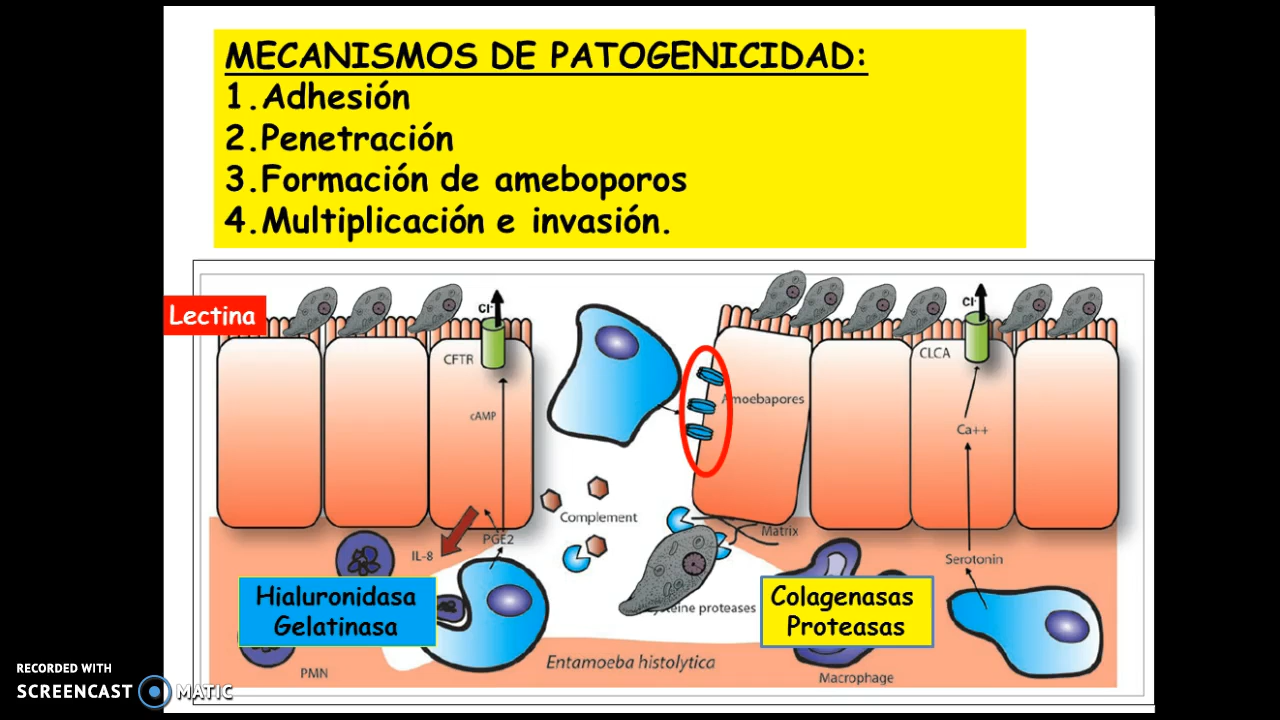 MECANISMOS DE PATOGENICIDAD:
1.Adhesión
2.Penetración
3.Formación de ameboporos
4.Multiplicación e invasión.
Lectina
Cl-
CFTR
cAMP
Amoebapores
Cl-
CLCA
Ca++
Complement
Matrix
IL-8
PGE2
Serotonin
Hialuronidasa
Gelatinasa
proteases
Colagenasas
Proteasas
Entamoeba histolytica
PMN
Macrophage
RECORDED WITH
SCREENCAST MATIC